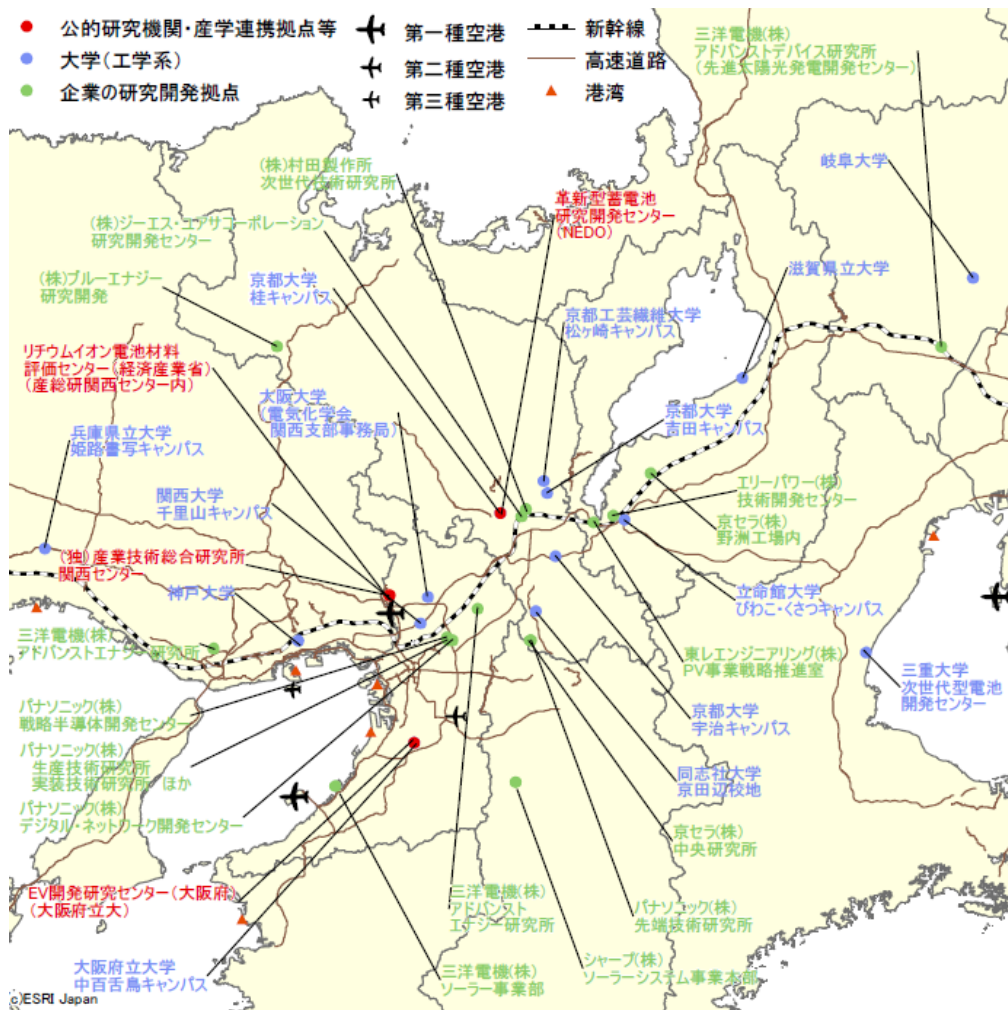 公的研究機関・産学連携拠点等
大学(工学系)
企業の研究開発拠点
第一種空港
第二種空港
第三種空港
新幹線
高速道路
港湾
三洋電機(株)
アドバンストデバイス研究所
(先進太陽光発電開発センター)
岐阜大学
(株)村田製作所
次世代技術研究所
革新型蓄電池
研究開発センター
(NEDO)
(株)ジーエス・ユアサコーポレーション
研究開発センター
滋賀県立大学
(株)ブルーエナジー
研究開発
京都大学
桂キャンパス
京都工芸繊維大学
松ヶ崎キャンパス
リチウムイオン電池材料
評価センター(経済産業省)
(産総研関西センター内)
大阪大学
(電気化学会
関西支部事務局)
京都大学
吉田キャンパス
兵庫県立大学
姫路書写キャンパス
エリーパワー(株)
技術開発センター
関西大学
千里山キャンパス
京セラ(株)
野洲工場内
(独)産業技術総合研究所
関西センター
神戸大学
立命館大学
びわこ・くさつキャンパス
三洋電機(株)
アドバンストエナジー研究所
東レエンジニアリング(株)
PV事業戦略推進室
三重大学
次世代型電池
開発センター
パナソニック(株)
戦略半導体開発センター
京都大学
宇治キャンパス
パナソニック(株)
生産技術研究所
実装技術研究所 ほか
同志社大学
京田辺校地
パナソニック(株)
デジタル・ネットワーク開発センター
京セラ(株)
中央研究所
EV開発研究センター(大阪府)
(大阪府立大)
三洋電機(株)
アドバンスト
エナジー研究所
パナソニック(株)
先端技術研究所
大阪府立大学
中百舌鳥キャンパス
三洋電機(株)
ソーラー事業部
シャープ(株)
ソーラーシステム事業本部
c)ESRI Japan